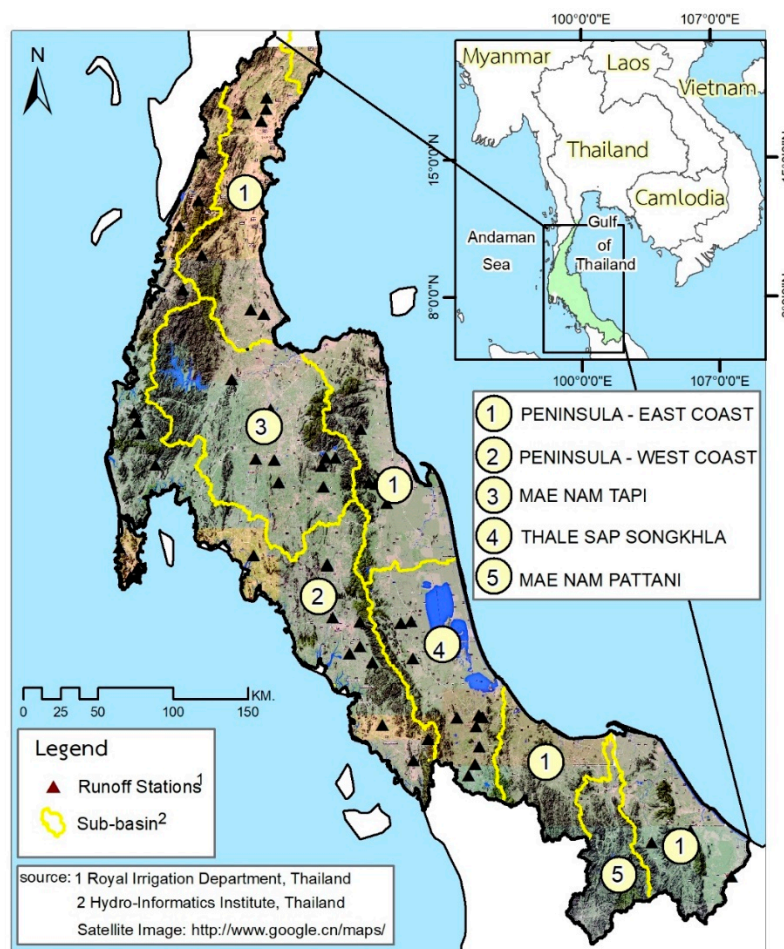 N
100°0'0"E 107°0'0"E
Myanmar
Laos
Vietnam
Thailand
Camlodia
Andaman
Sea
Gulf
of
Thailand
15°0'0"N
8°0'0"N
100°0'0"E 107°0'0"E
1 PENINSULA - EAST COAST
2 PENINSULA - WEST COAST
3 MAE NAM TAPI
4 THALE SAP SONGKHLA
5 MAE NAM PATTANI
1
3
1
2
4
1
1
5
KM.
0 25 50 100 150
Legend
Runoff Stations1
Sub-basin2
source: 1 Royal Irrigation Department, Thailand
2 Hydro-Informatics Institute, Thailand
Satellite Image: http://www.google.cn/maps/